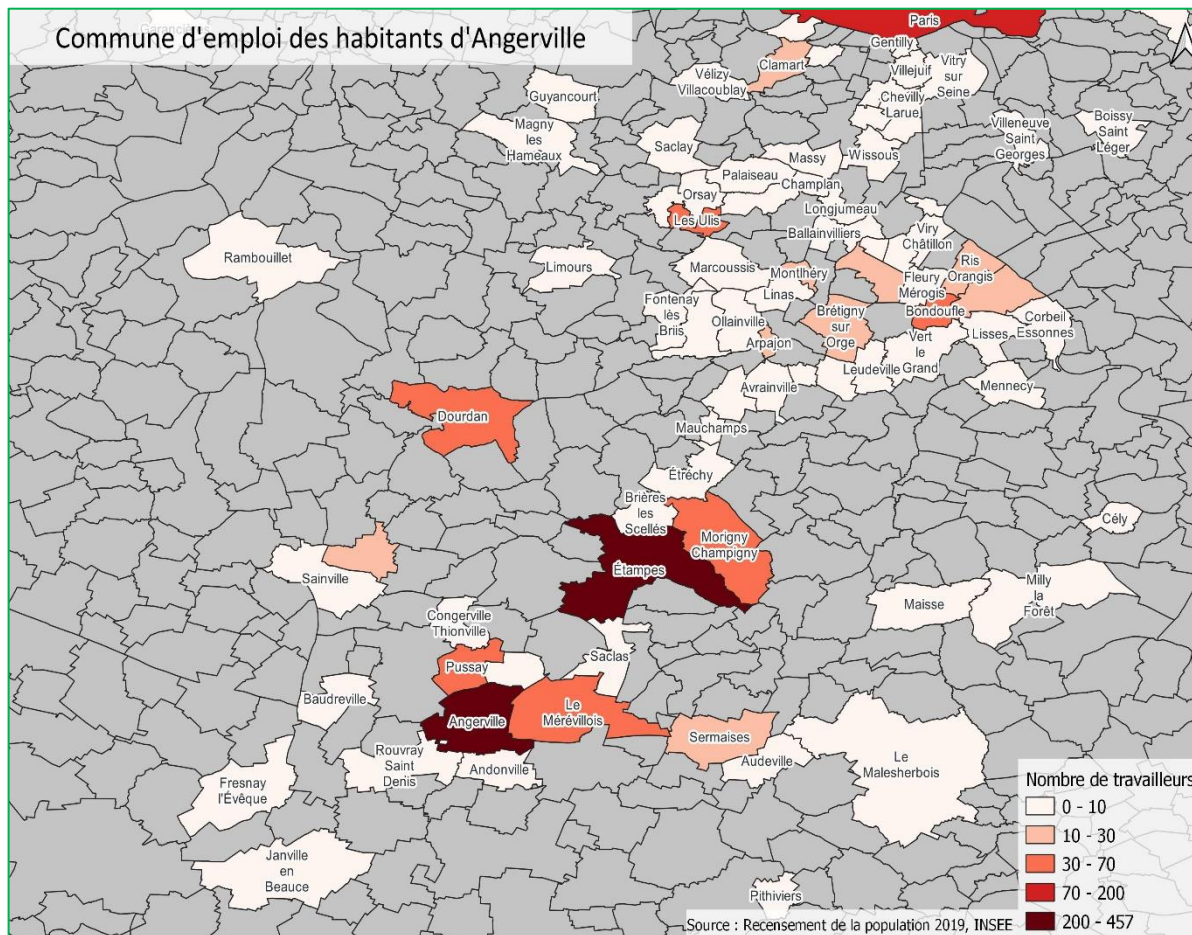 Commune d'emploi des habitants d'Angerville
Paris
Gentilly
Clamart
Villejuif
Vitry
sur
Seine
Vélizy
Villacoublay
Guyancourt
Chevilly
Larue
Magny
les
Hameaux
Villeneuve
Saint
Georges
Boissy
Saint
Léger
Saclay
Massy
Wissous
Palaiseau
Champlan
Orsay
Les Ulis
Longjumeau
Ballainvilliers
Viry
Châtillon
Rambouillet
Limours
Marcoussis
Montlhéry
Linas
Ris
Orangis
Fleury
Mérogis
Fontenay
lès
Briis
Ollainville
Brétigny
sur
Orge
Bondoufle
Corbeil
Essonnes
Arpajon
Vert
le
Grand
Lisses
Leudeville
Avrainville
Mennecy
Dourdan
Mauchamps
Étréchy
Brières
les
Scellés
Morigny
Champigny
Cély
Étampes
Sainville
Maisse
Milly
la
Forêt
Congerville
Thionville
Saclas
Pussay
Baudreville
Angerville
Le
Mérévillois
Sermaises
Rouvray
Saint
Denis
Andonville
Audeville
Le
Malesherbois
Fresnay
l'Évêque
Janville
en
Beauce
Pithiviers
Nombre de travailleurs
0 - 10
10 - 30
30 - 70
70 - 200
200 - 457
Source : Recensement de la population 2019, INSEE